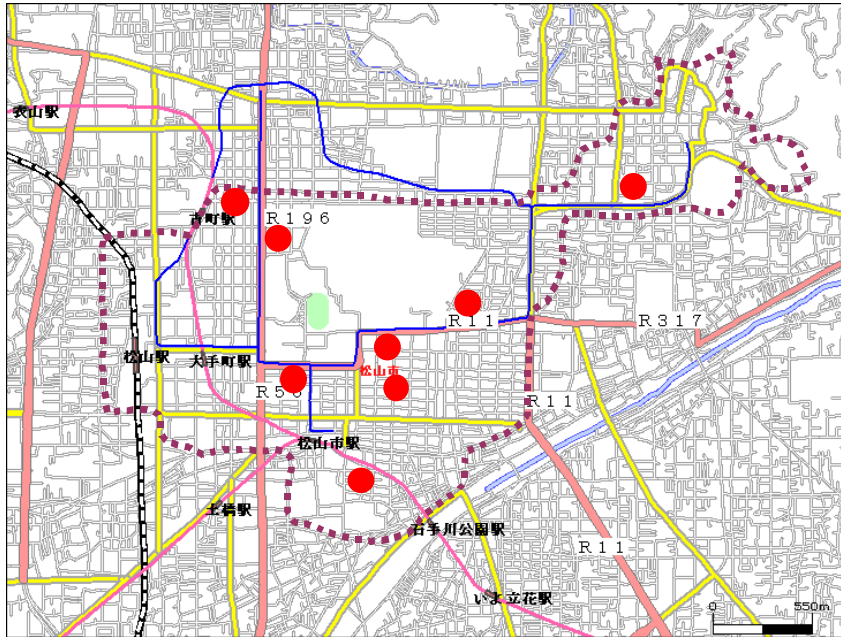 衣山駅
古町駅
R196
R11
R317
松山駅
大手町駅
松山市
R56
R11
松山市駅
土橋駅
石手川公園駅
R11
いよ立花駅
0
550m